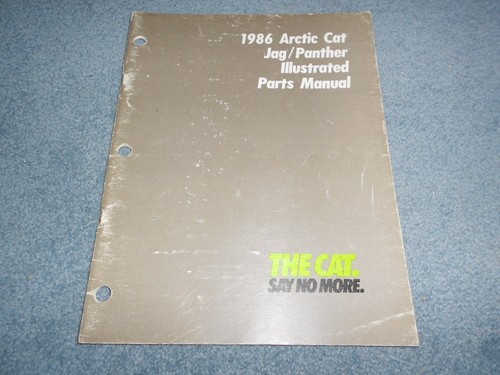 1986 Arctic Cat
Jag/Panther
Illustrated
Parts Manual
THE CAT.
SAY NO MORE.